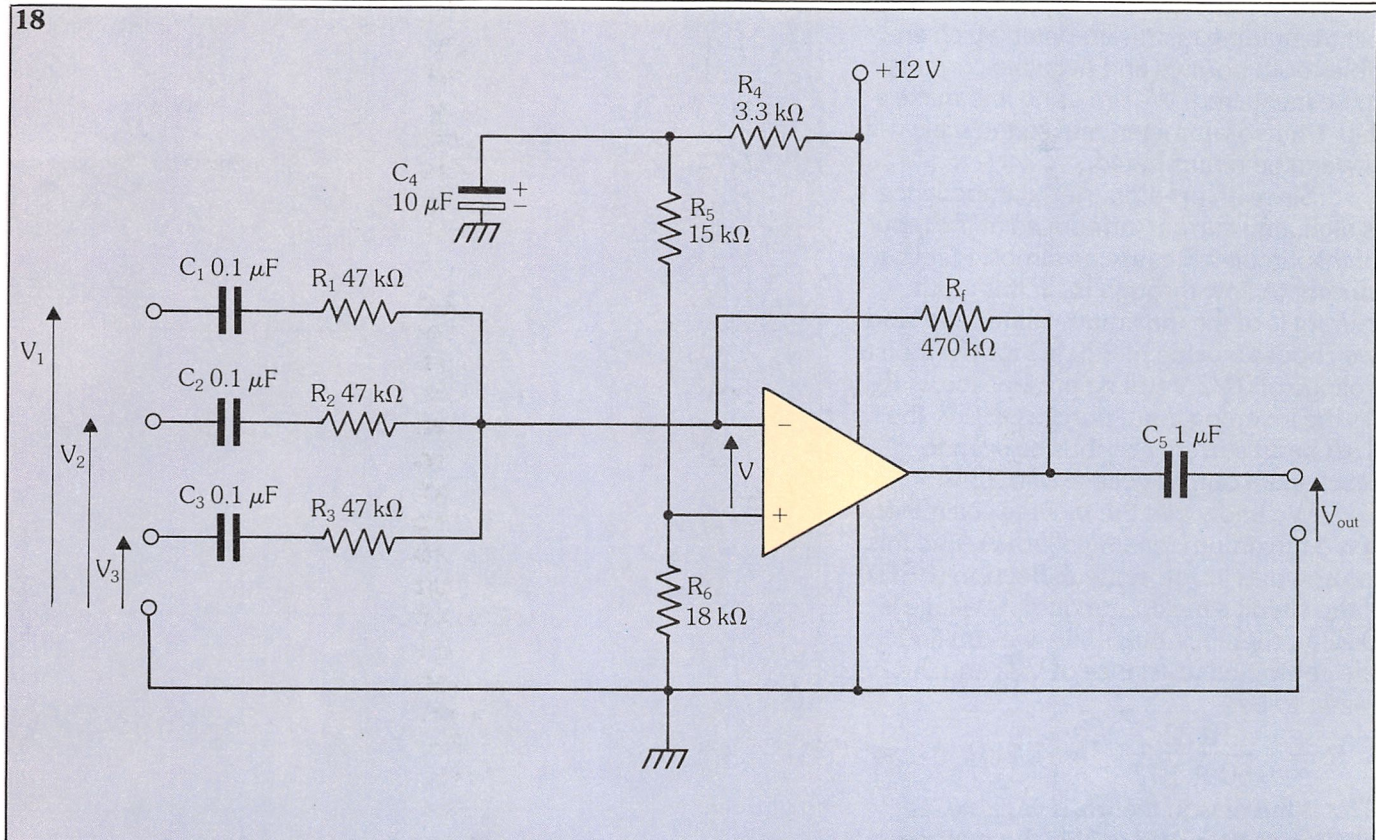 18
+12 V
R₄
3.3 kΩ
C₄
10 μF
+
−
R₅
15 kΩ
C₁ 0.1 μF
R₁ 47 kΩ
R_f
470 kΩ
V₁
C₂ 0.1 μF
R₂ 47 kΩ
V₂
−
V
+
C₅ 1 μF
C₃ 0.1 μF
R₃ 47 kΩ
V₃
V_out
R₆
18 kΩ